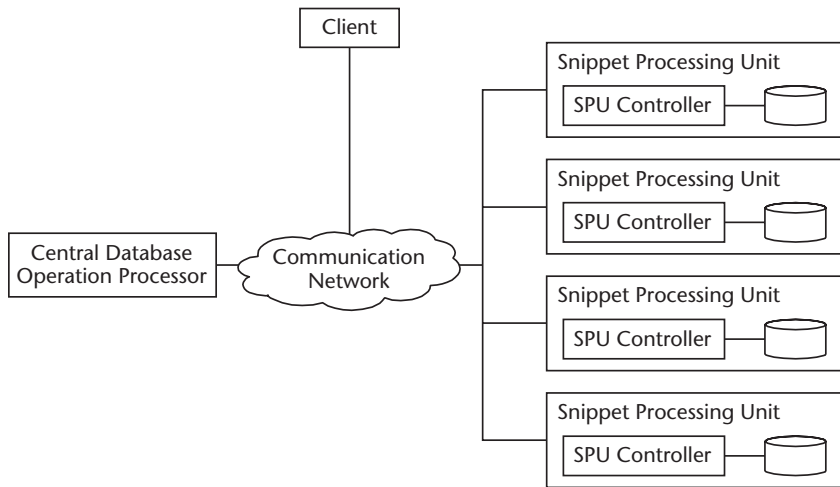 Client
Central Database
Operation Processor
Communication
Network
Snippet Processing Unit
SPU Controller
Snippet Processing Unit
SPU Controller
Snippet Processing Unit
SPU Controller
Snippet Processing Unit
SPU Controller